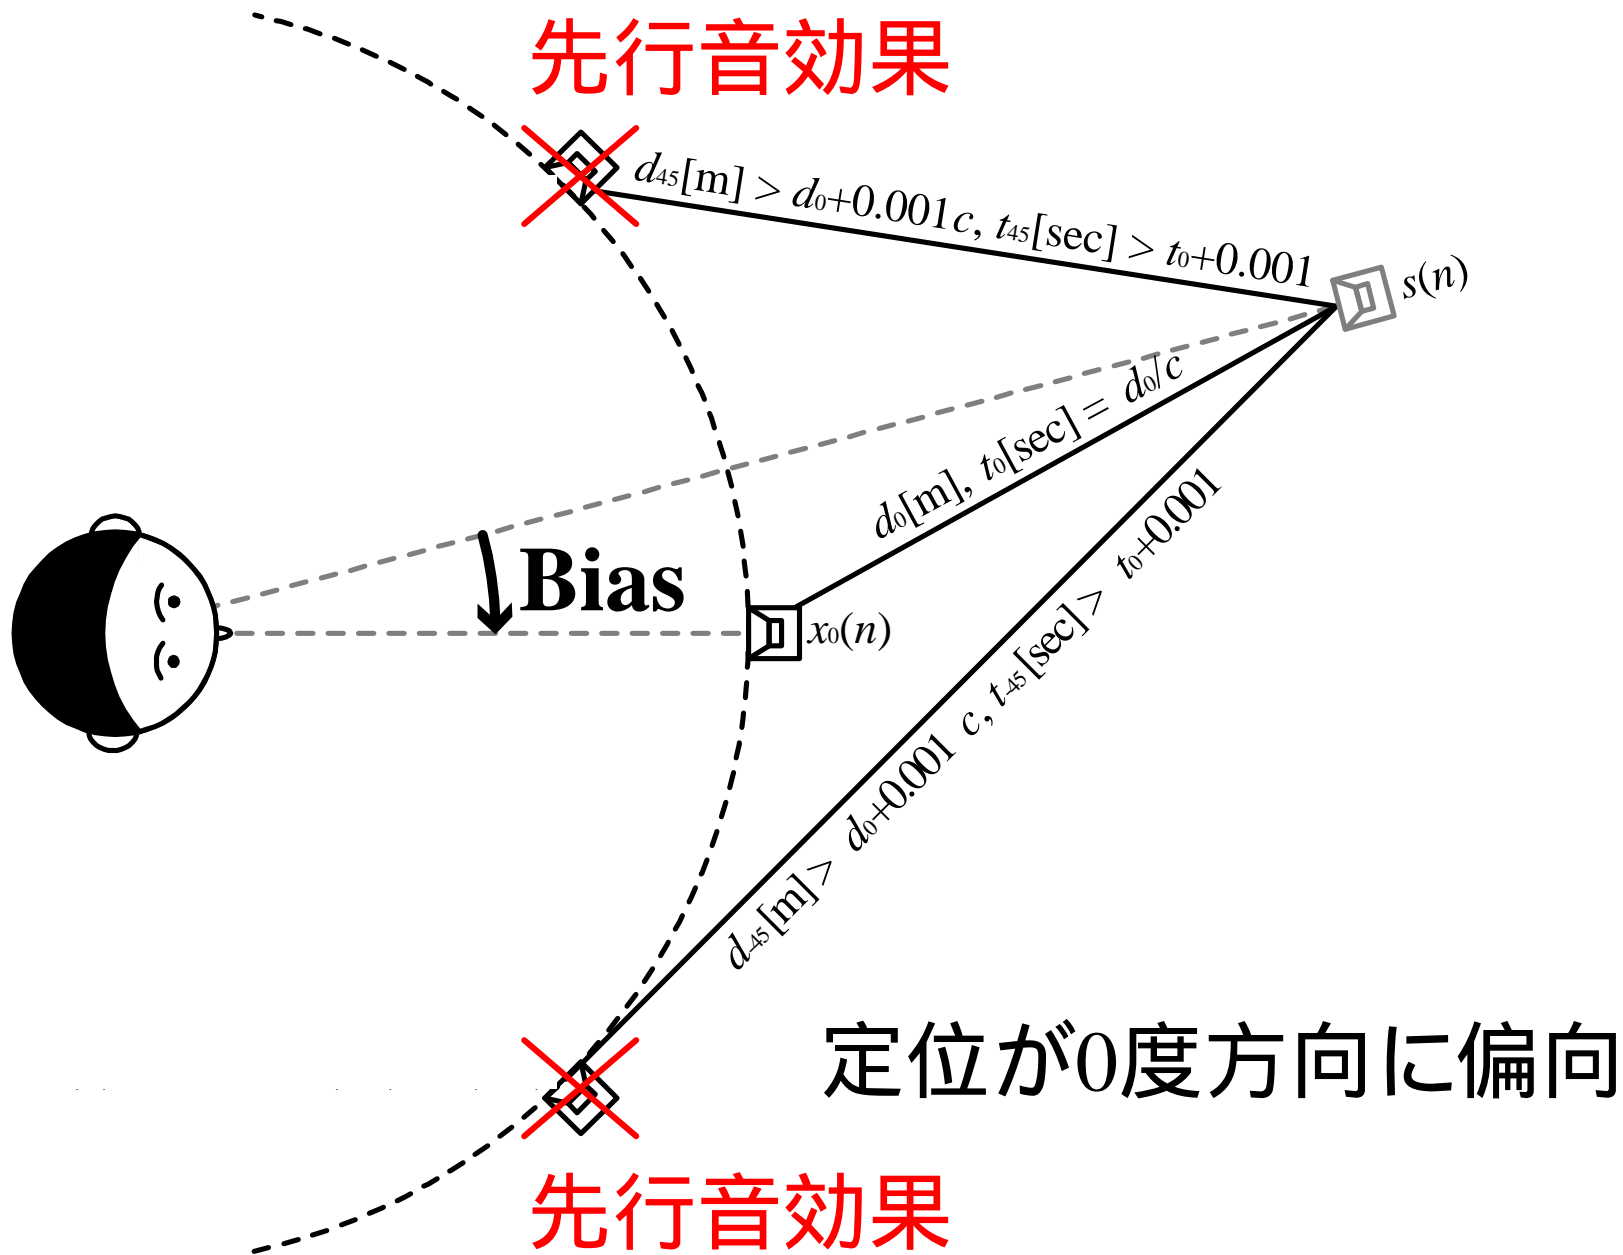 先行音効果
d45[m] > d0+0.001c, t45[sec] > t0+0.001
s(n)
d0[m], t0[sec] = d0/c
Bias
x0(n)
d-45[m] > d0+0.001 c, t-45[sec] > t0+0.001
定位が0度方向に偏向
先行音効果